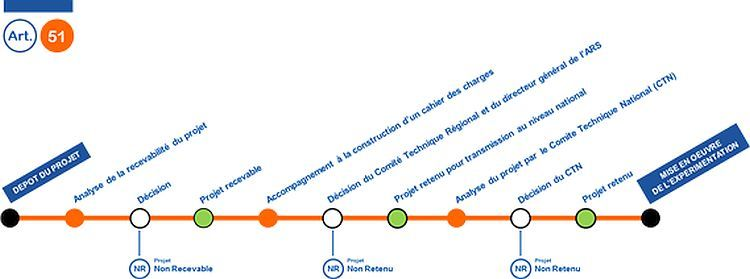 Art. 51
DEPOT DU PROJET
Analyse de la recevabilité du projet
Décision
Projet recevable
Accompagnement à la construction d'un cahier des charges
Décision du Comité Technique Régional et du directeur général de l'ARS
Projet retenu pour transmission au niveau national
Analyse du projet par le Comite Technique National (CTN)
Décision du CTN
Projet retenu
MISE EN OEUVRE
DE L'EXPERIMENTATION
NR
Projet
Non Recevable
NR
Projet
Non Retenu
NR
Projet
Non Retenu